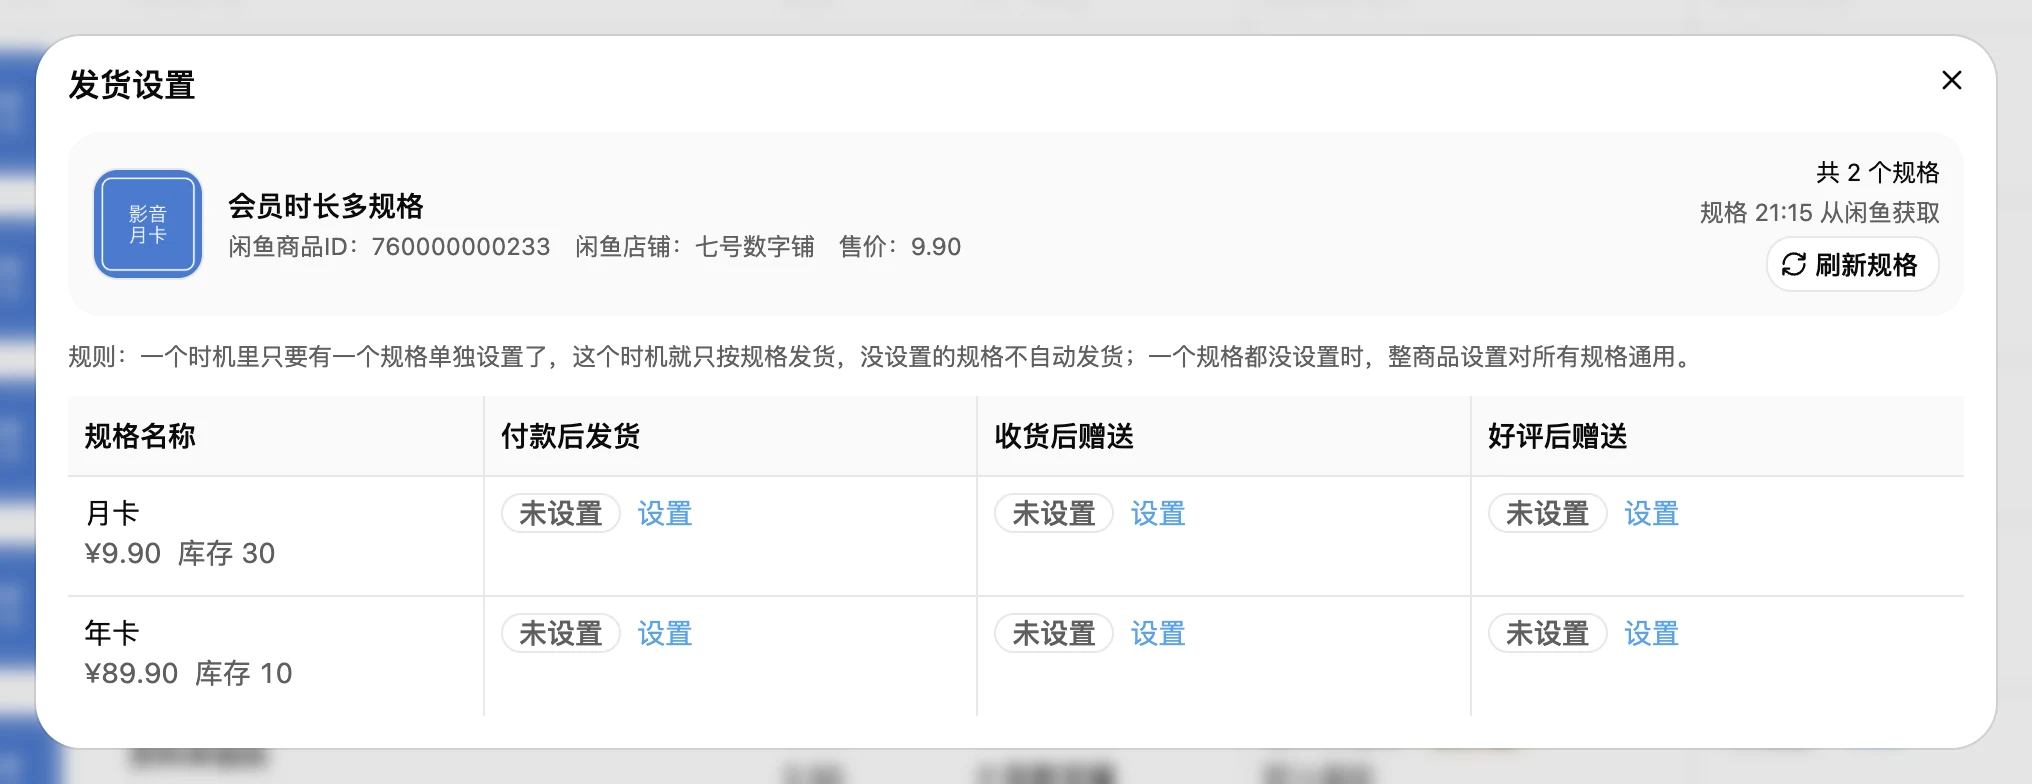 发货设置
影音
月卡
会员时长多规格
闲鱼商品ID：760000000233 闲鱼店铺：七号数字铺 售价：9.90
共 2 个规格
规格 21:15 从闲鱼获取
刷新规格
规则：一个时机里只要有一个规格单独设置了，这个时机就只按规格发货，没设置的规格不自动发货；一个规格都没设置时，整商品设置对所有规格通用。
规格名称 付款后发货 收货后赠送 好评后赠送
月卡 未设置 设置 未设置 设置 未设置 设置
¥9.90 库存 30
年卡 未设置 设置 未设置 设置 未设置 设置
¥89.90 库存 10